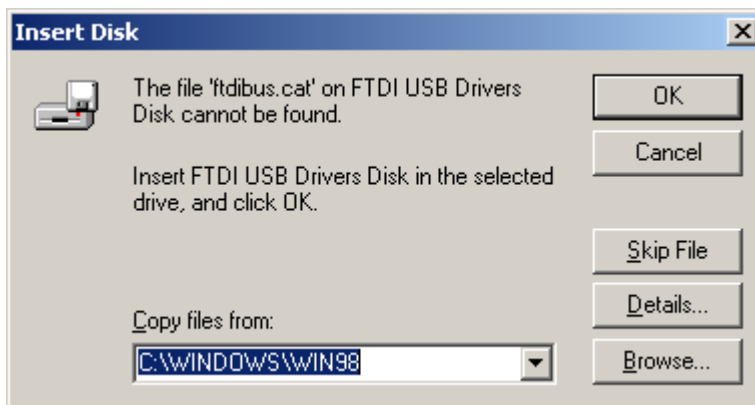 Insert Disk
The file 'ftdibus.cat' on FTDI USB Drivers
Disk cannot be found.
Insert FTDI USB Drivers Disk in the selected
drive, and click OK.
Copy files from:
C:\WINDOWS\WIN98
OK
Cancel
Skip File
Details...
Browse...